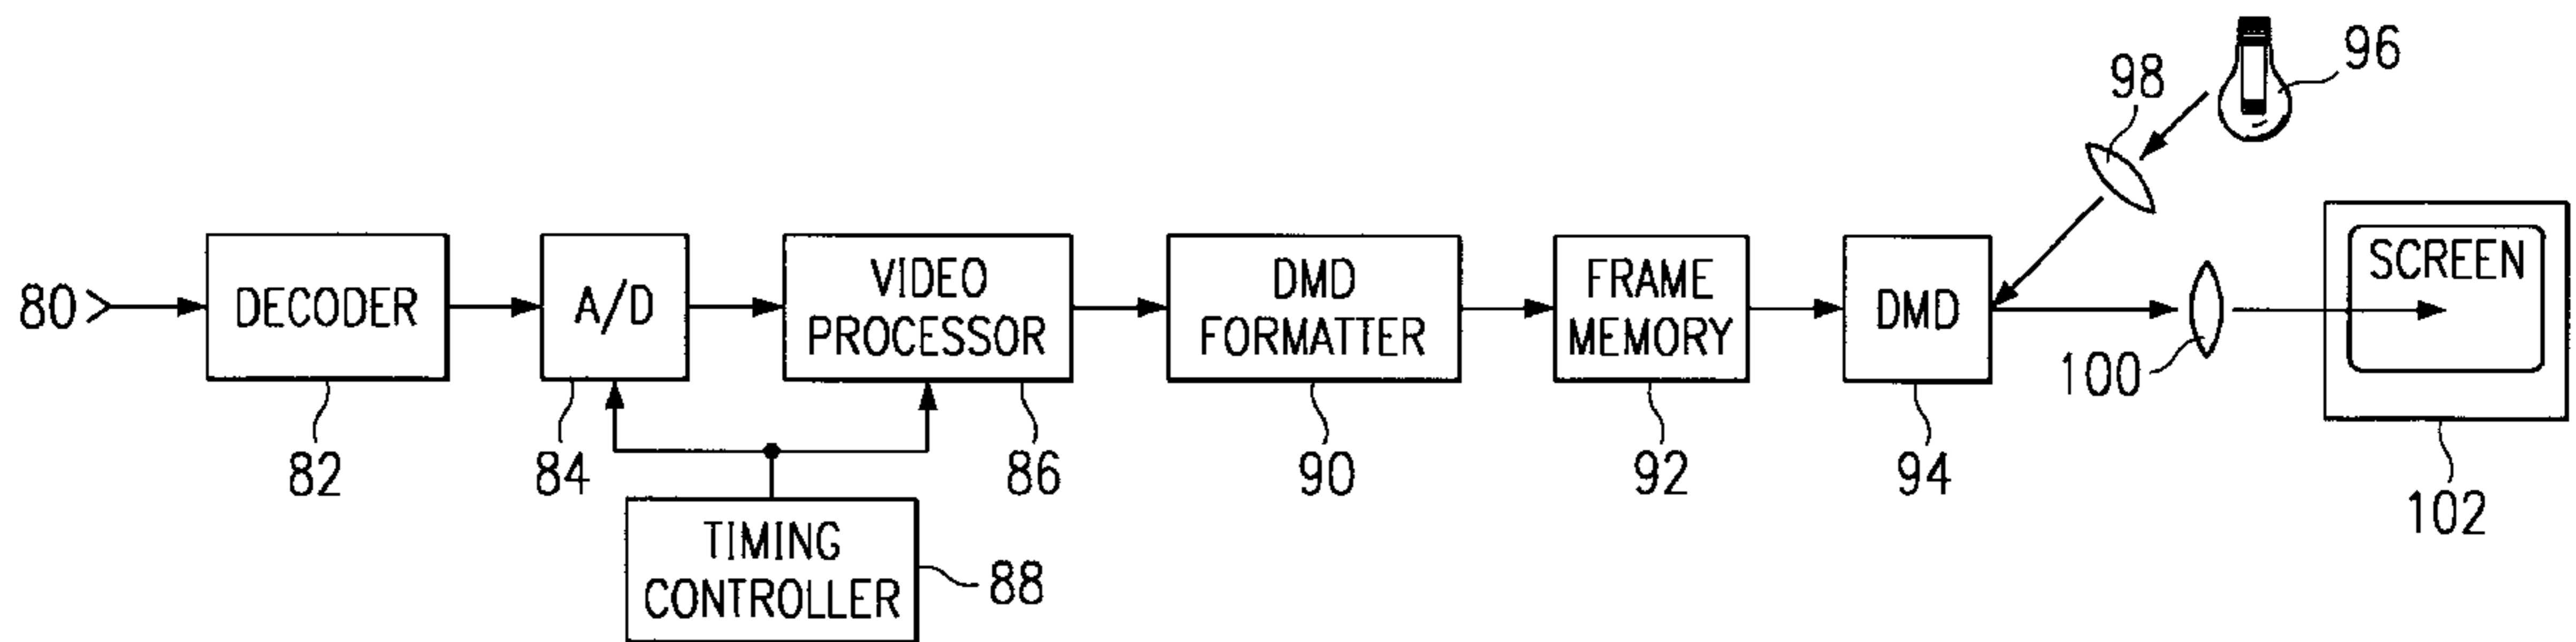 96
98
80
DECODER
A/D
VIDEO
PROCESSOR
DMD
FORMATTER
FRAME
MEMORY
DMD
SCREEN
100
82
84
86
90
92
94
102
TIMING
CONTROLLER
88